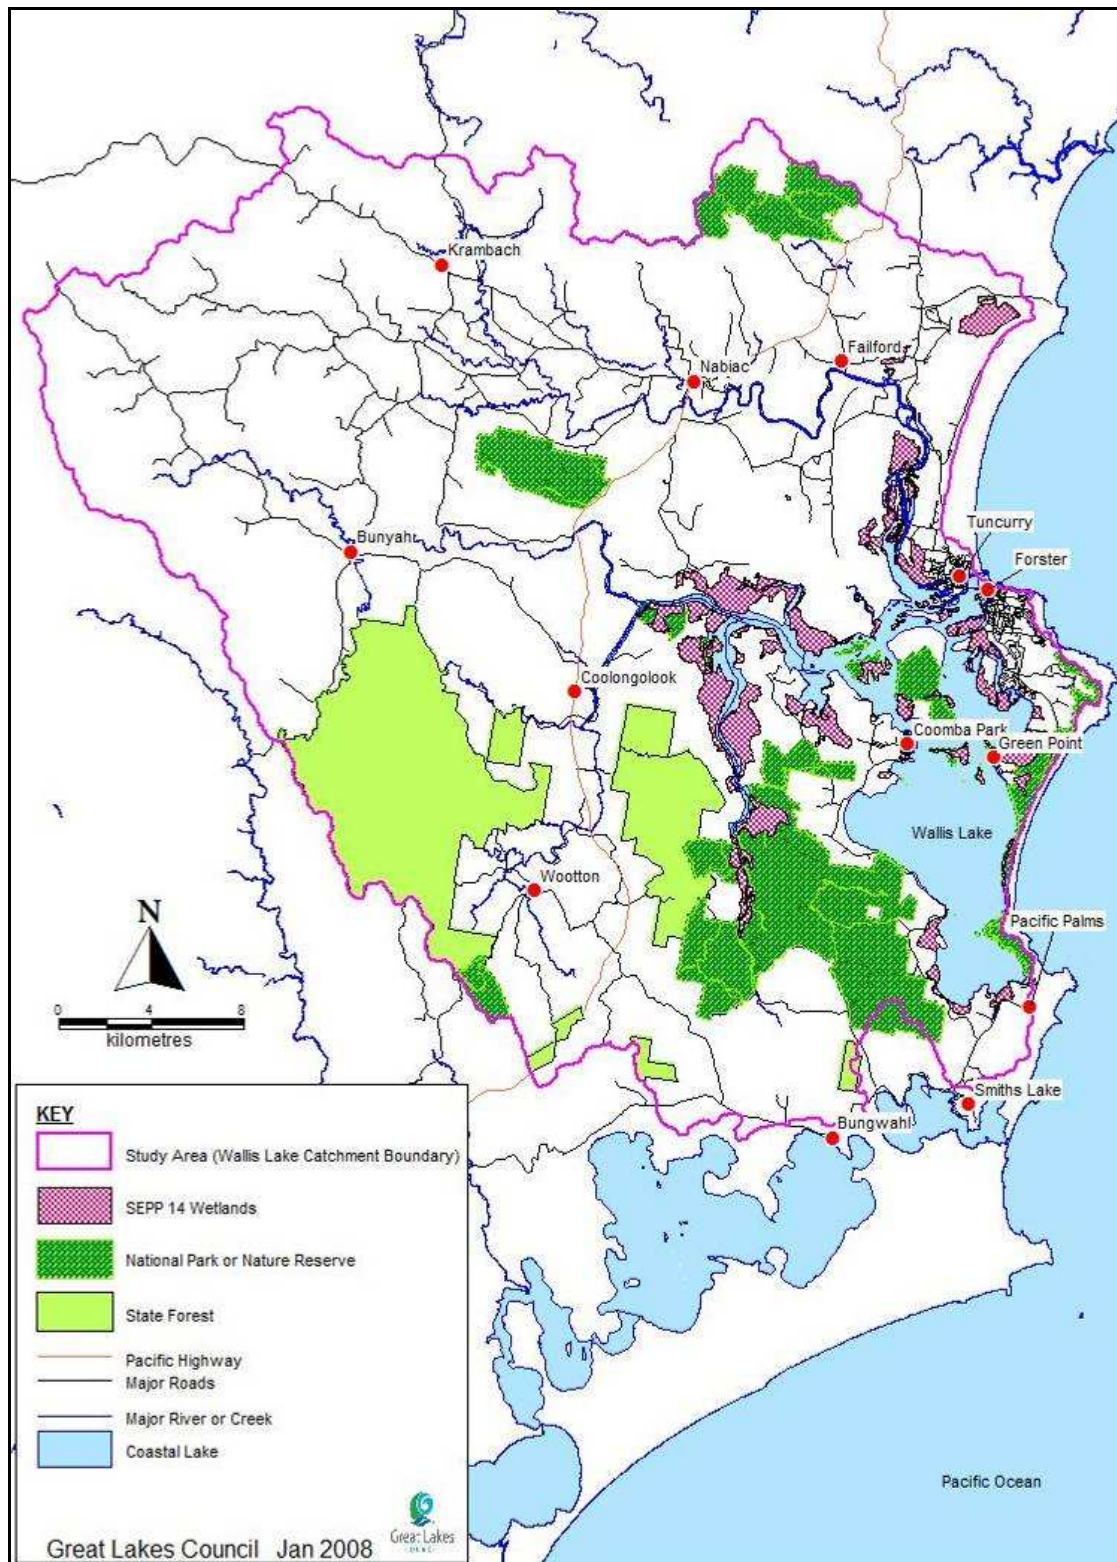 Krambach
Failford
Nabiac
Tuncurry
Bunyah
Forster
Coolongolook
Coomba Park
Green Point
Wallis Lake
Wootton
Pacific Palms
N
0 4 8
kilometres
Smiths Lake
Bungwahl
KEY
Study Area (Wallis Lake Catchment Boundary)
SEPP 14 Wetlands
National Park or Nature Reserve
State Forest
Pacific Highway
Major Roads
Major River or Creek
Coastal Lake
Pacific Ocean
Great Lakes Council Jan 2008
Great Lakes